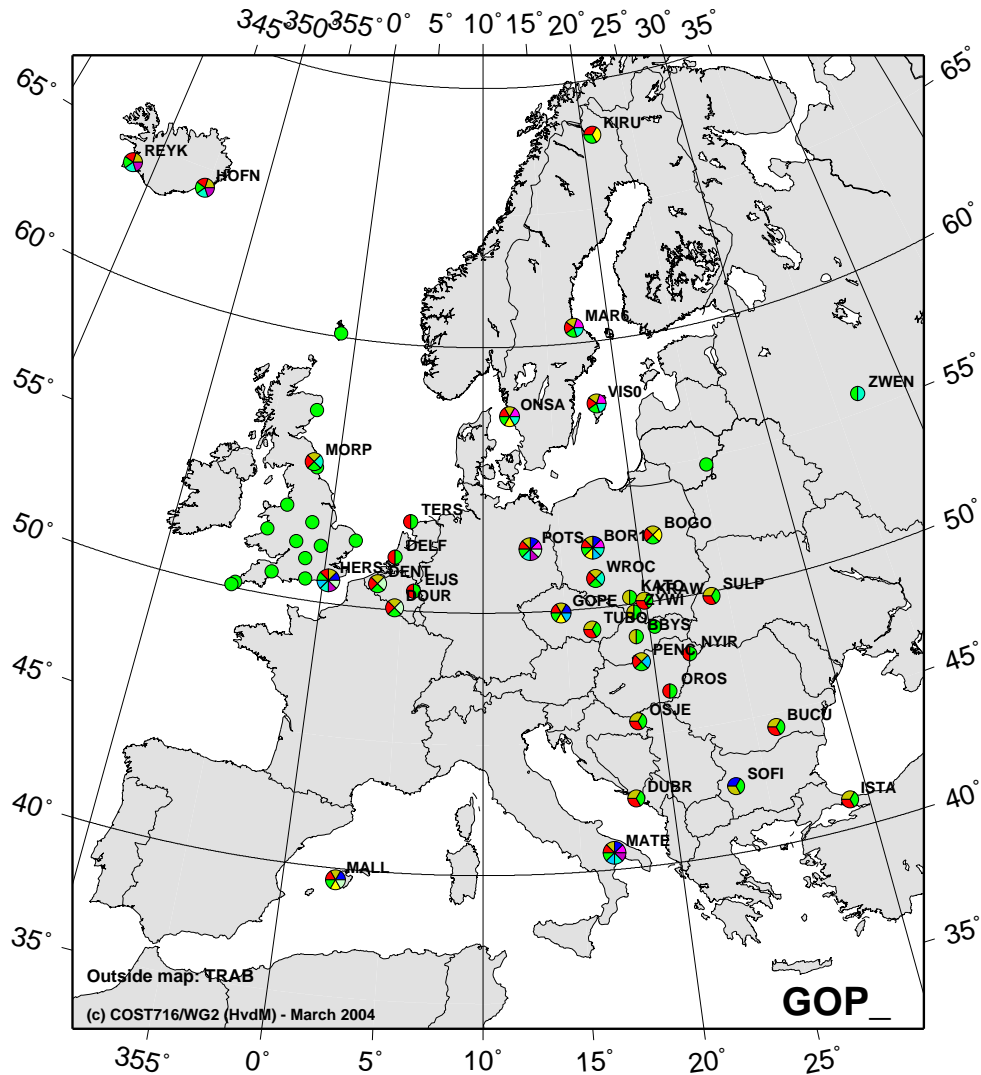 345° 350° 355° 0° 5° 10° 15° 20° 25° 30° 35°
65° 65°
KIRU
REYK
HOFN
60° 60°
MAR6
ZWEN
55° 55°
VIS0
ONSA
MORP
TERS
50° 50°
BOGO
POTS BOR1
DELF
HERS DENT WROC
EIJS KATO KRAW SULP
DOUR GOPE ZYWI
TUBO BBYS
PENC NYIR
45° 45°
OROS
OSJE BUCU
SOFI
DUBR ISTA
40° 40°
MATE
MALL
35° 35°
Outside map: TRAB
GOP_
(c) COST716/WG2 (HvdM) - March 2004
355° 0° 5° 10° 15° 20° 25°